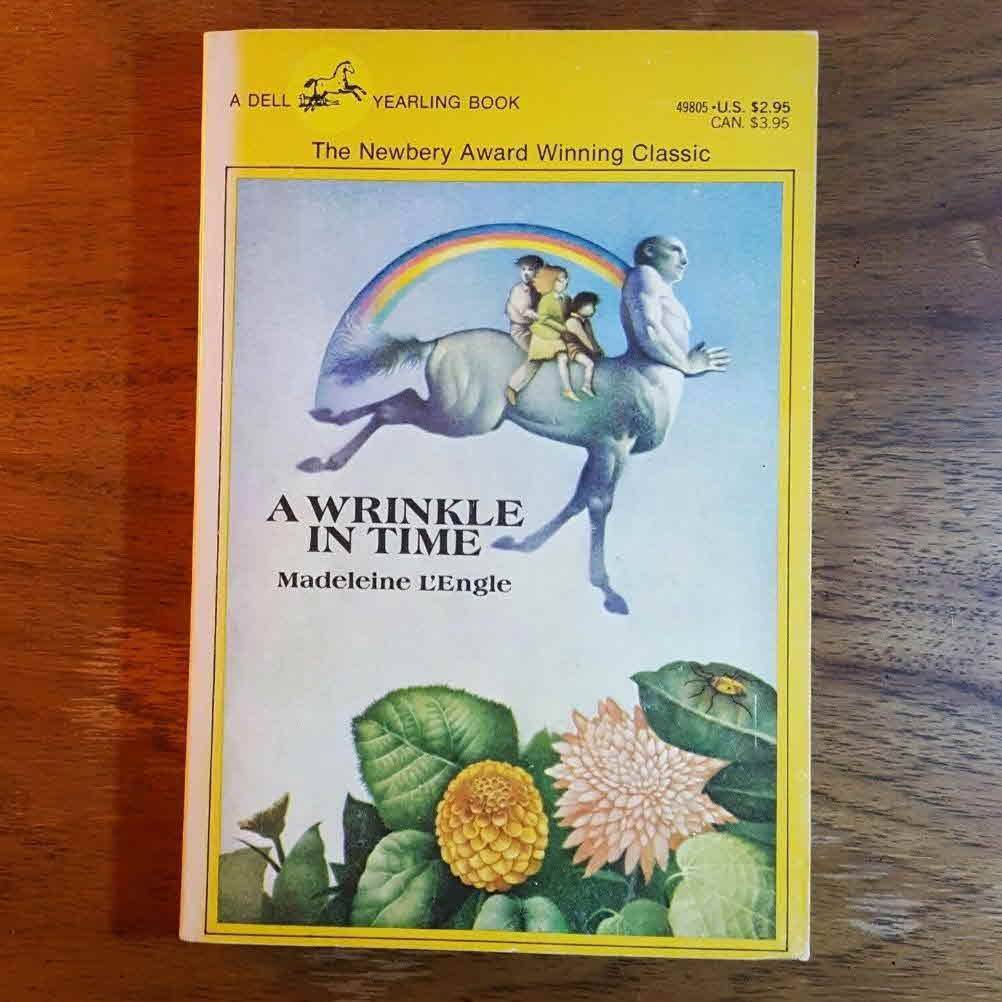 A DELL YEARLING BOOK
49805 • U.S. $2.95
CAN. $3.95
The Newbery Award Winning Classic
A WRINKLE
IN TIME
Madeleine L'Engle